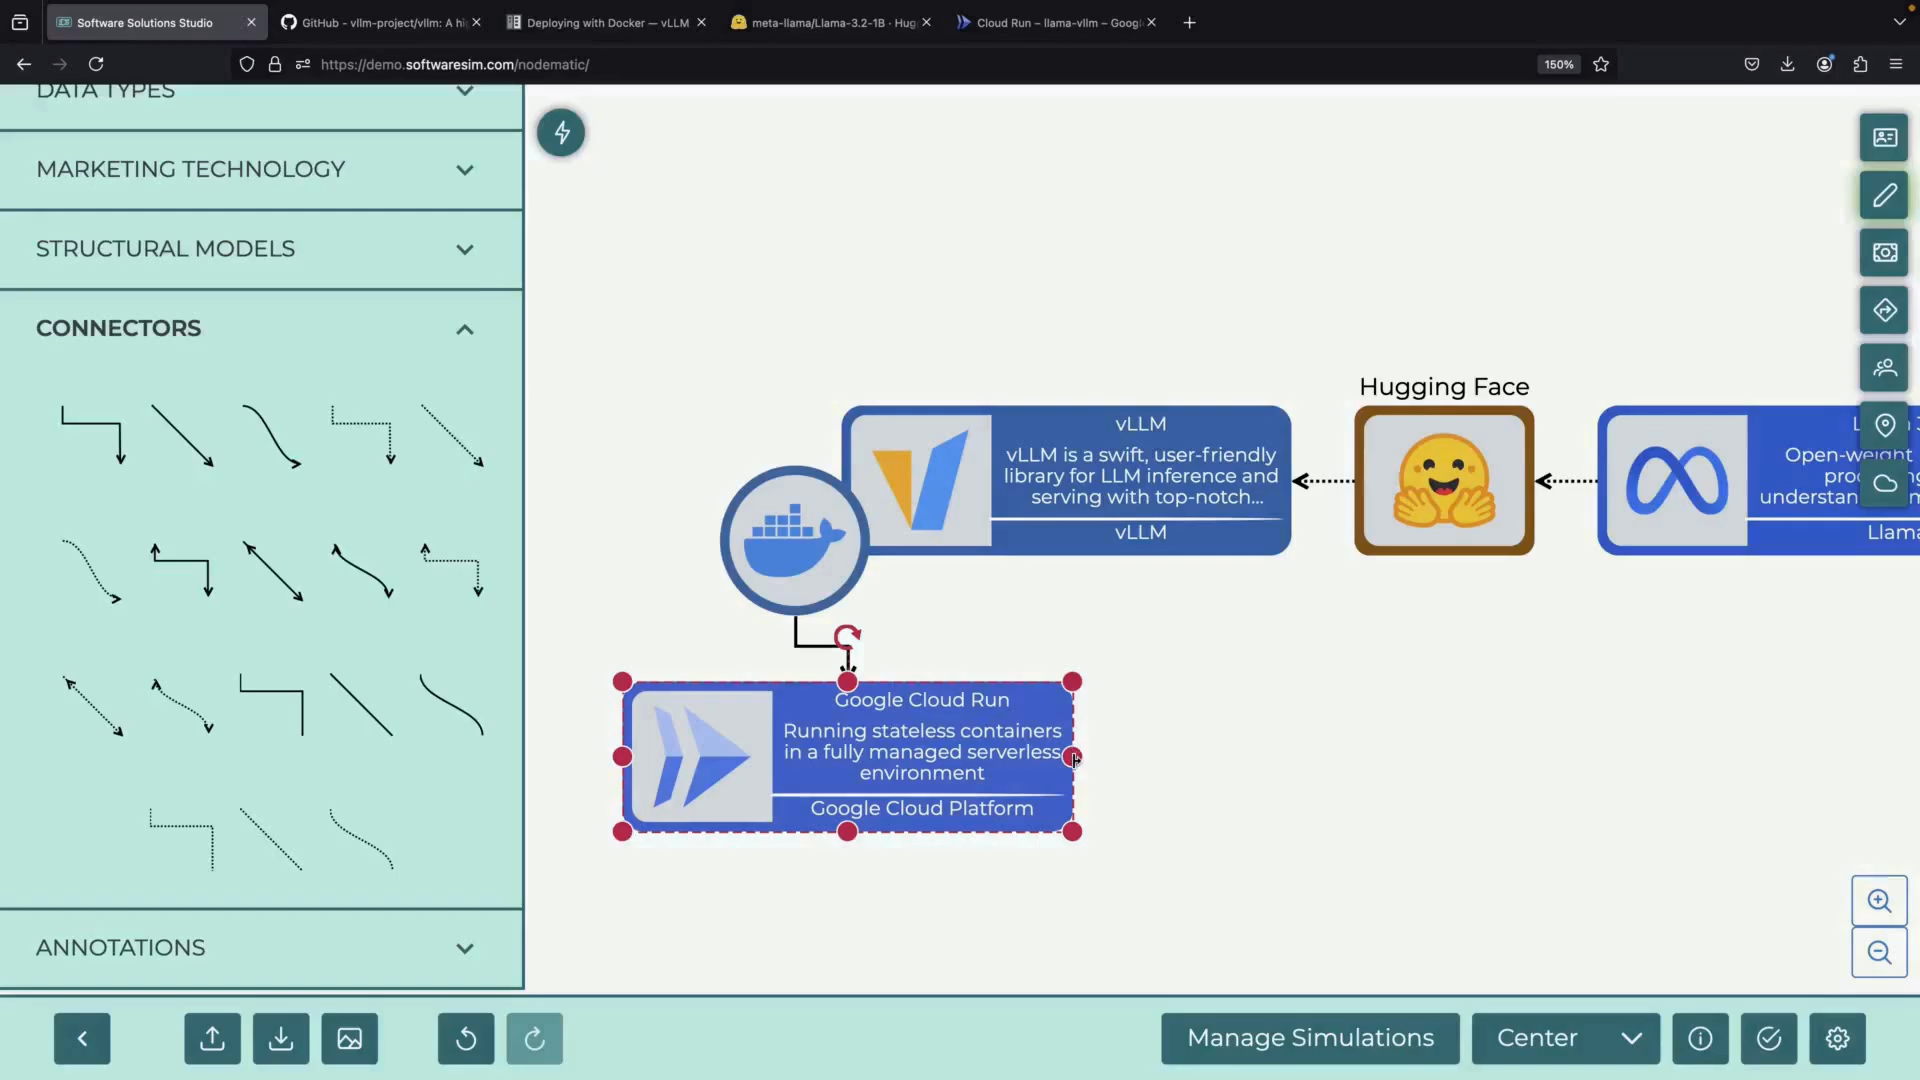 Software Solutions Studio
GitHub - vllm-project/vllm: A hi
Deploying with Docker — vLLM
meta-llama/Llama-3.2-1B · Hug
Cloud Run – llama-vllm – Googl
https://demo.softwaresim.com/nodematic/
150%
DATA TYPES
MARKETING TECHNOLOGY
STRUCTURAL MODELS
CONNECTORS
ANNOTATIONS
vLLM
vLLM is a swift, user-friendly
library for LLM inference and
serving with top-notch...
vLLM
Hugging Face
Open-weight
understan
Llama
Google Cloud Run
Running stateless containers
in a fully managed serverless
environment
Google Cloud Platform
Manage Simulations
Center